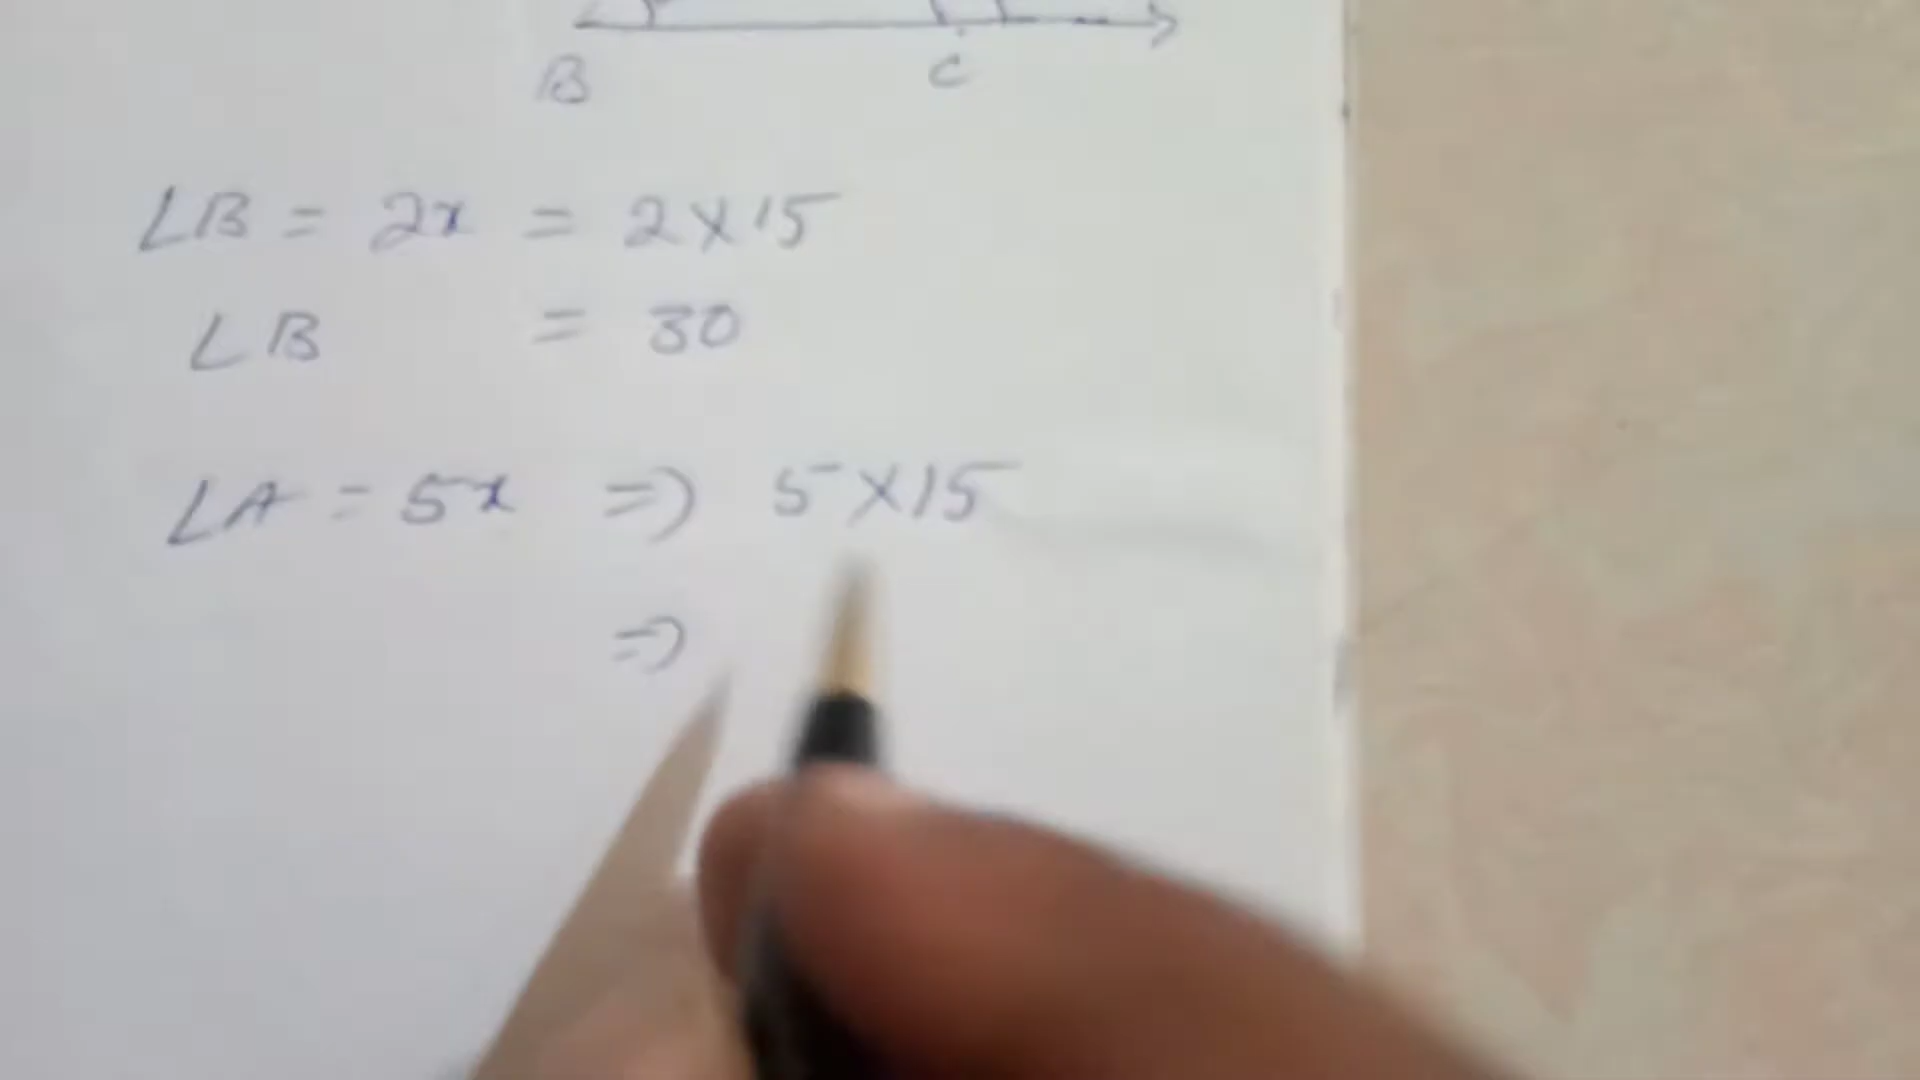 B C
∠B = 2x = 2×15
∠B = 30
∠A = 5x => 5×15
=>